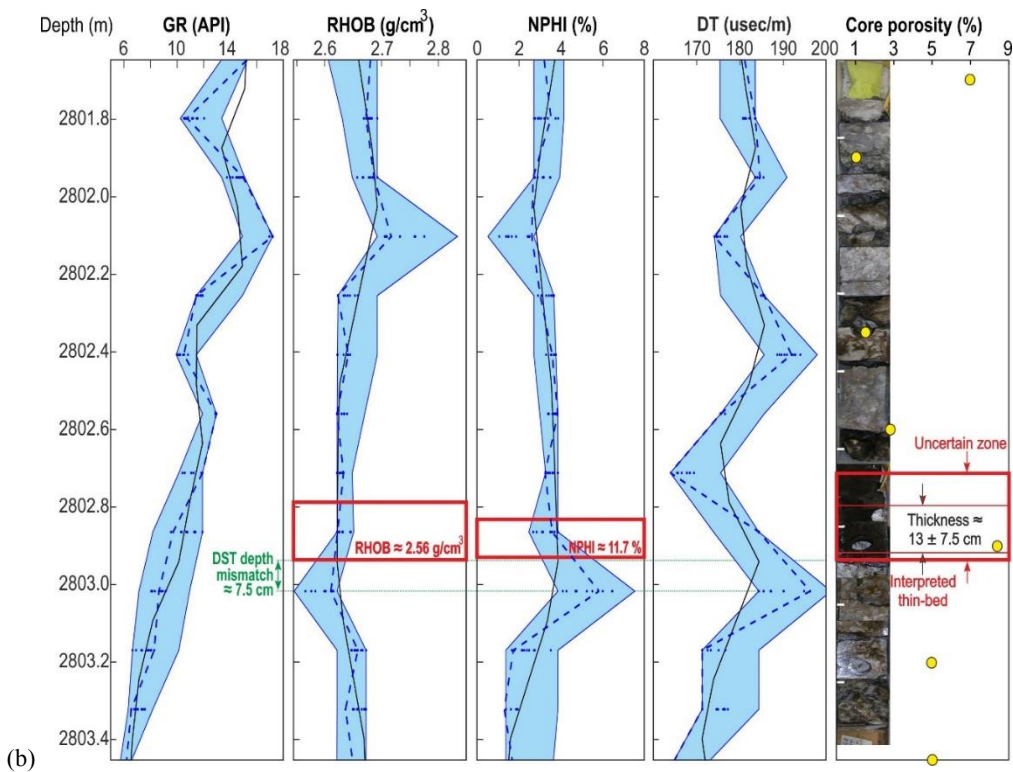 Depth (m) GR (API) RHOB (g/cm³) NPHI (%) DT (usec/m) Core porosity (%)
6 10 14 18 2.6 2.7 2.8 0 2 4 6 8 170 180 190 200 1 3 5 7 9
2801.8
2802.0
2802.2
2802.4
2802.6
Uncertain zone
2802.8
Thickness ≈
13 ± 7.5 cm
RHOB ≈ 2.56 g/cm³ NPHI ≈ 11.7 %
DST depth
mismatch
≈ 7.5 cm
2803.0
Interpreted
thin-bed
2803.2
2803.4
(b)